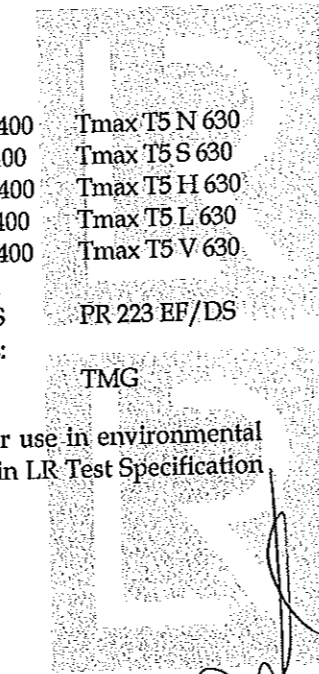 400 Tmax T5 N 630
00 Tmax T5 S 630
400 Tmax T5 H 630
400 Tmax T5 L 630
400 Tmax T5 V 630
S PR 223 EF/DS
:
TMG
r use in environmental
in LR Test Specification